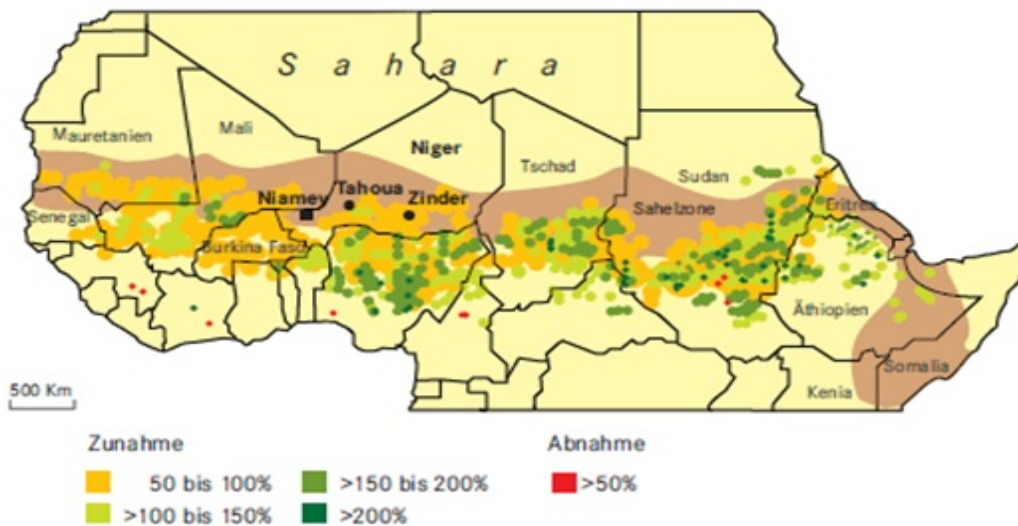 Sahara
Mauretanien
Mali
Niger
Tschad
Sudan
Niamey
Tahoua
Zinder
Sahelzone
Eritrea
Senegal
Burkina Faso
Äthiopien
Somalia
Kenia
500 Km
Zunahme
50 bis 100%
>100 bis 150%
>150 bis 200%
>200%
Abnahme
>50%